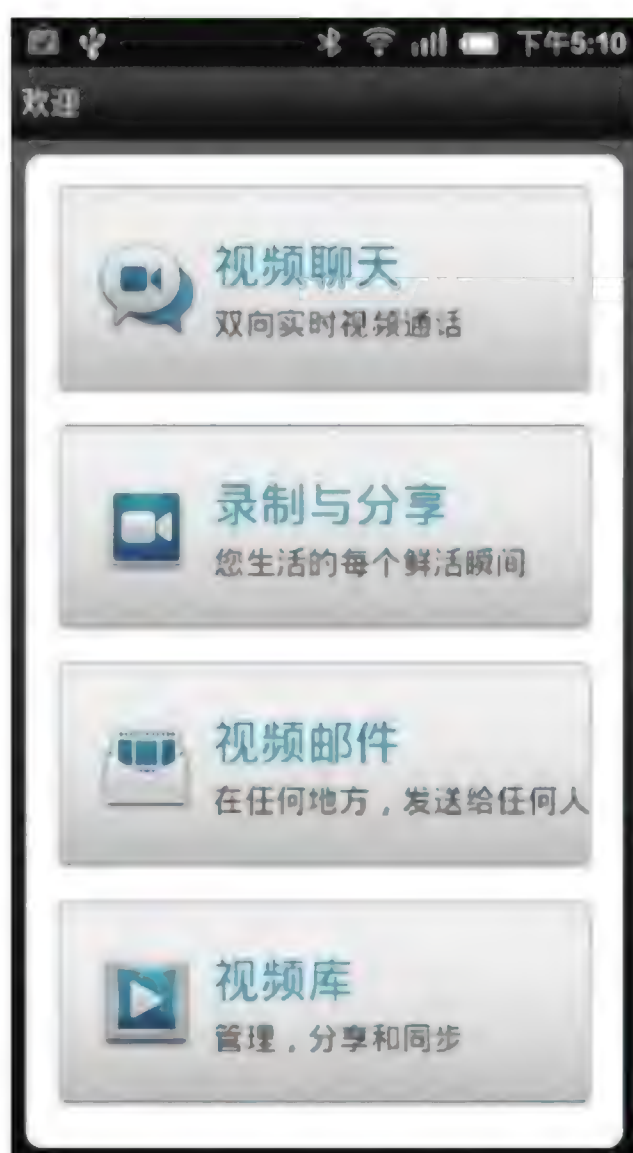 下午5:10
欢迎
视频聊天
双向实时视频通话
录制与分享
您生活的每个鲜活瞬间
视频邮件
在任何地方，发送给任何人
视频库
管理，分享和同步